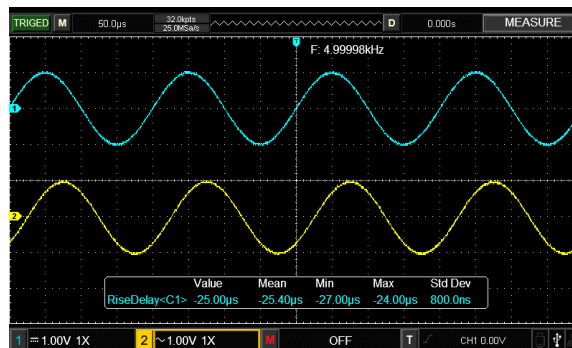 TRIGED M 50.0μs 32.0kpts D 0.000s MEASURE
25.0MSa/s
T
F: 4.99998kHz
1
2
Value Mean Min Max Std Dev
RiseDelay<C1> -25.00μs -25.40μs -27.00μs -24.00μs 800.0ns
1 1.00V 1X 2 ~1.00V 1X M OFF T CH1 0.00V